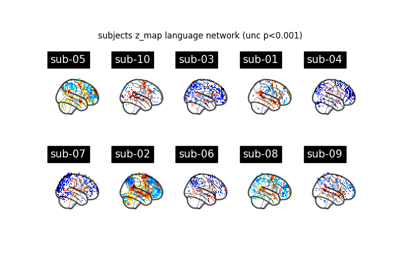 subjects z_map language network (unc p<0.001)
sub-05 sub-10 sub-03 sub-01 sub-04
sub-07 sub-02 sub-06 sub-08 sub-09